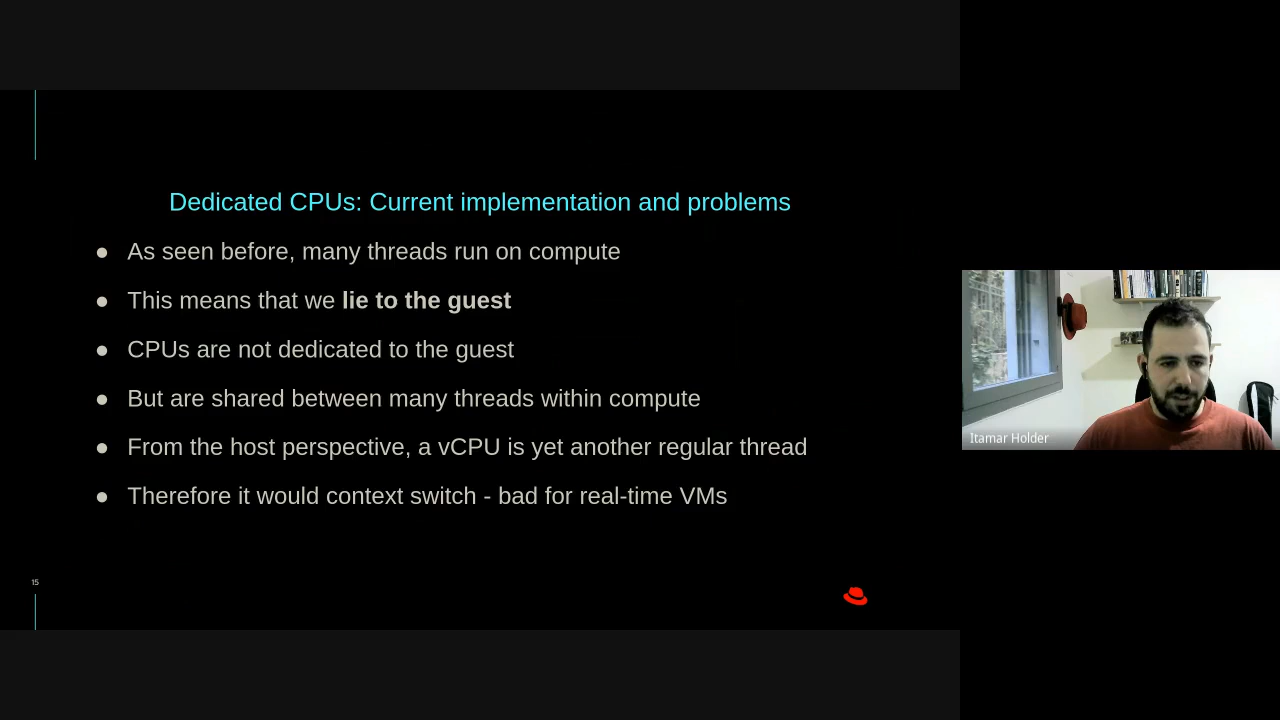 Dedicated CPUs: Current implementation and problems
● As seen before, many threads run on compute
● This means that we lie to the guest
● CPUs are not dedicated to the guest
● But are shared between many threads within compute
● From the host perspective, a vCPU is yet another regular thread
● Therefore it would context switch - bad for real-time VMs
15
Itamar Holder